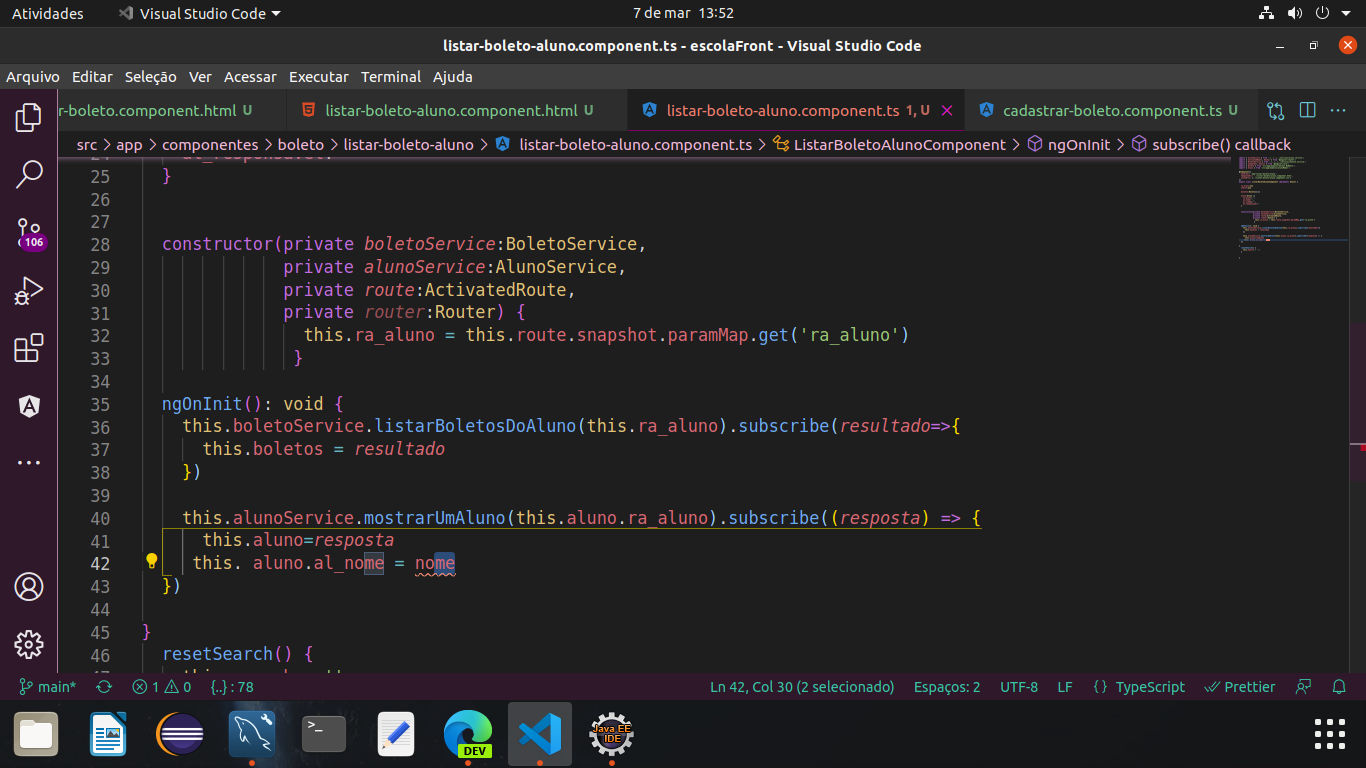 Atividades Visual Studio Code 7 de mar 13:52
listar-boleto-aluno.component.ts - escolaFront - Visual Studio Code
Arquivo Editar Seleção Ver Acessar Executar Terminal Ajuda
r-boleto.component.html U listar-boleto-aluno.component.html U listar-boleto-aluno.component.ts 1, U cadastrar-boleto.component.ts U
src > app > componentes > boleto > listar-boleto-aluno > listar-boleto-aluno.component.ts > ListarBoletoAlunoComponent > ngOnInit > subscribe() callback
25 }
26
27
28 constructor(private boletoService:BoletoService,
29 private alunoService:AlunoService,
30 private route:ActivatedRoute,
31 private router:Router) {
32 this.ra_aluno = this.route.snapshot.paramMap.get('ra_aluno')
33 }
34
35 ngOnInit(): void {
36 this.boletoService.listarBoletosDoAluno(this.ra_aluno).subscribe(resultado=>{
37 this.boletos = resultado
38 })
39
40 this.alunoService.mostrarUmAluno(this.aluno.ra_aluno).subscribe((resposta) => {
41 this.aluno=resposta
42 this. aluno.al_nome = nome
43 })
44
45 }
46 resetSearch() {
106
main* 1 0 {..} : 78 Ln 42, Col 30 (2 selecionado) Espaços: 2 UTF-8 LF {} TypeScript Prettier
>_ DEV Java EE
IDE